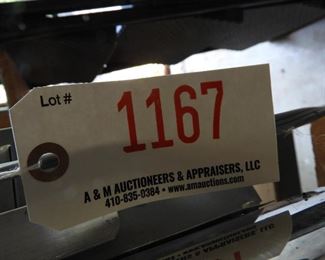 Lot #
1167
A & M AUCTIONEERS & APPRAISERS, LLC
410-835-0384 • www.amauctions.com